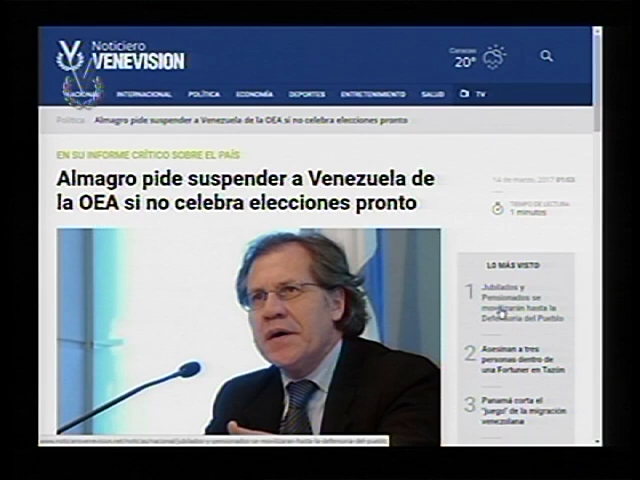 Noticiero
VENEVISION
Caracas
20°
NACIONAL INTERNACIONAL POLÍTICA ECONOMÍA DEPORTES ENTRETENIMIENTO SALUD TV
Política Almagro pide suspender a Venezuela de la OEA si no celebra elecciones pronto
EN SU INFORME CRÍTICO SOBRE EL PAÍS
Almagro pide suspender a Venezuela de
la OEA si no celebra elecciones pronto
14 de marzo, 2017
TIEMPO DE LECTURA
1 minutos
LO MÁS VISTO
1 Jubilados y
Pensionados se
movilizarán hasta la
Defensoría del Pueblo
2 Asesinan a tres
personas dentro de
una Fortuner en Tazón
3 Panamá corta el
"juego" de la migración
venezolana